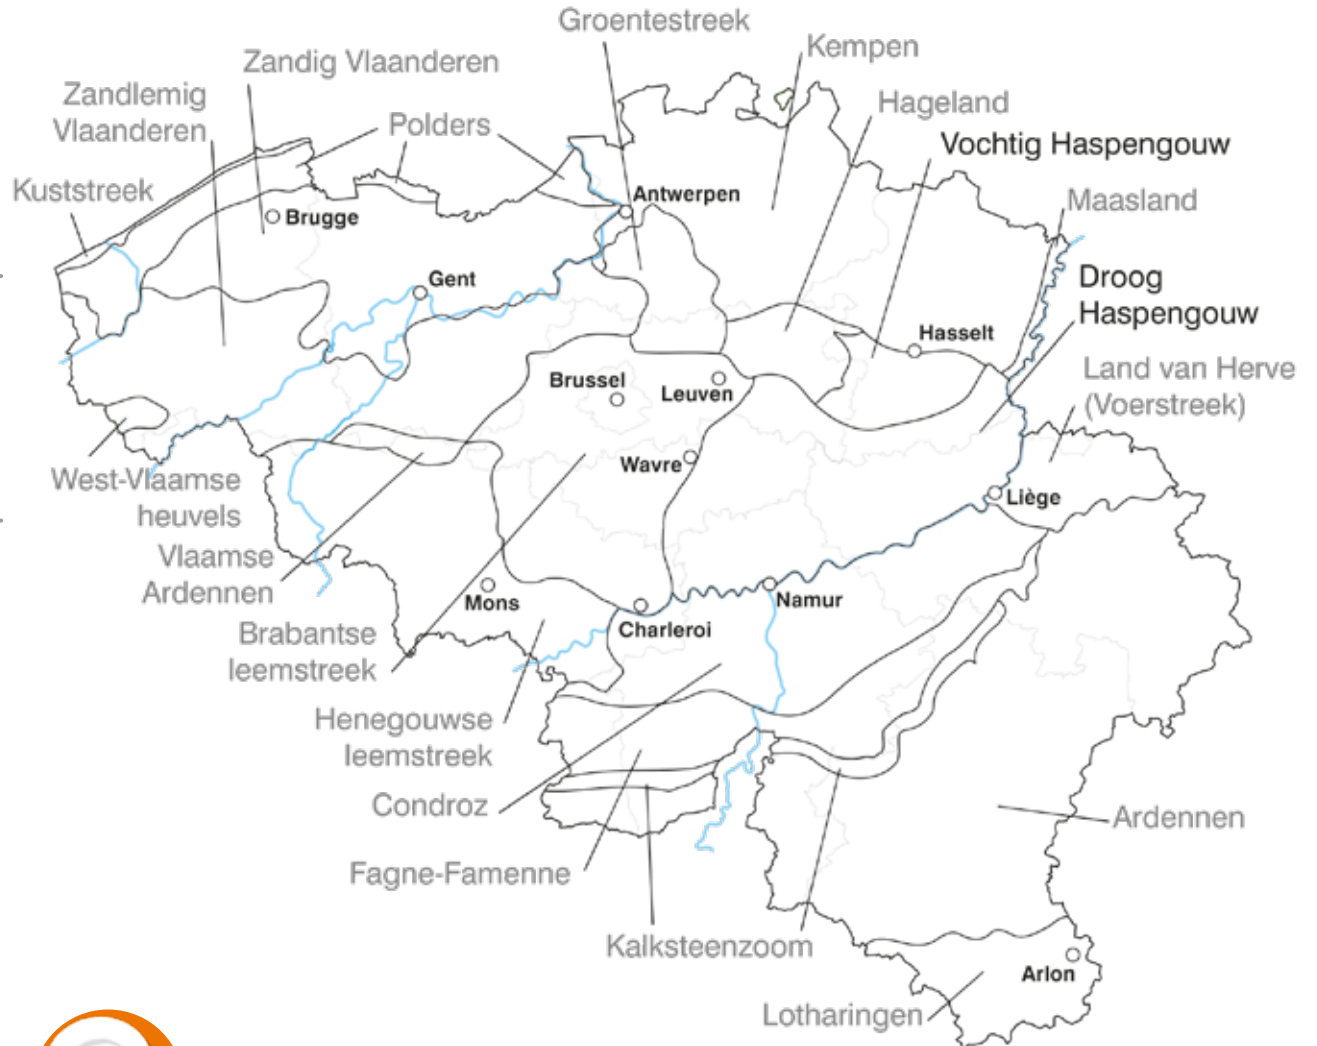 Groentestreek
Kempen
Zandig Vlaanderen
Zandlemig
Vlaanderen
Hageland
Polders
Vochtig Haspengouw
Kuststreek
Antwerpen
Maasland
Brugge
Gent
Droog
Haspengouw
Hasselt
Land van Herve
(Voerstreek)
Brussel
Leuven
Wavre
West-Vlaamse
heuvels
Liège
Vlaamse
Ardennen
Mons
Namur
Charleroi
Brabantse
leemstreek
Henegouwse
leemstreek
Condroz
Ardennen
Fagne-Famenne
Kalksteenzoom
Arlon
Lotharingen